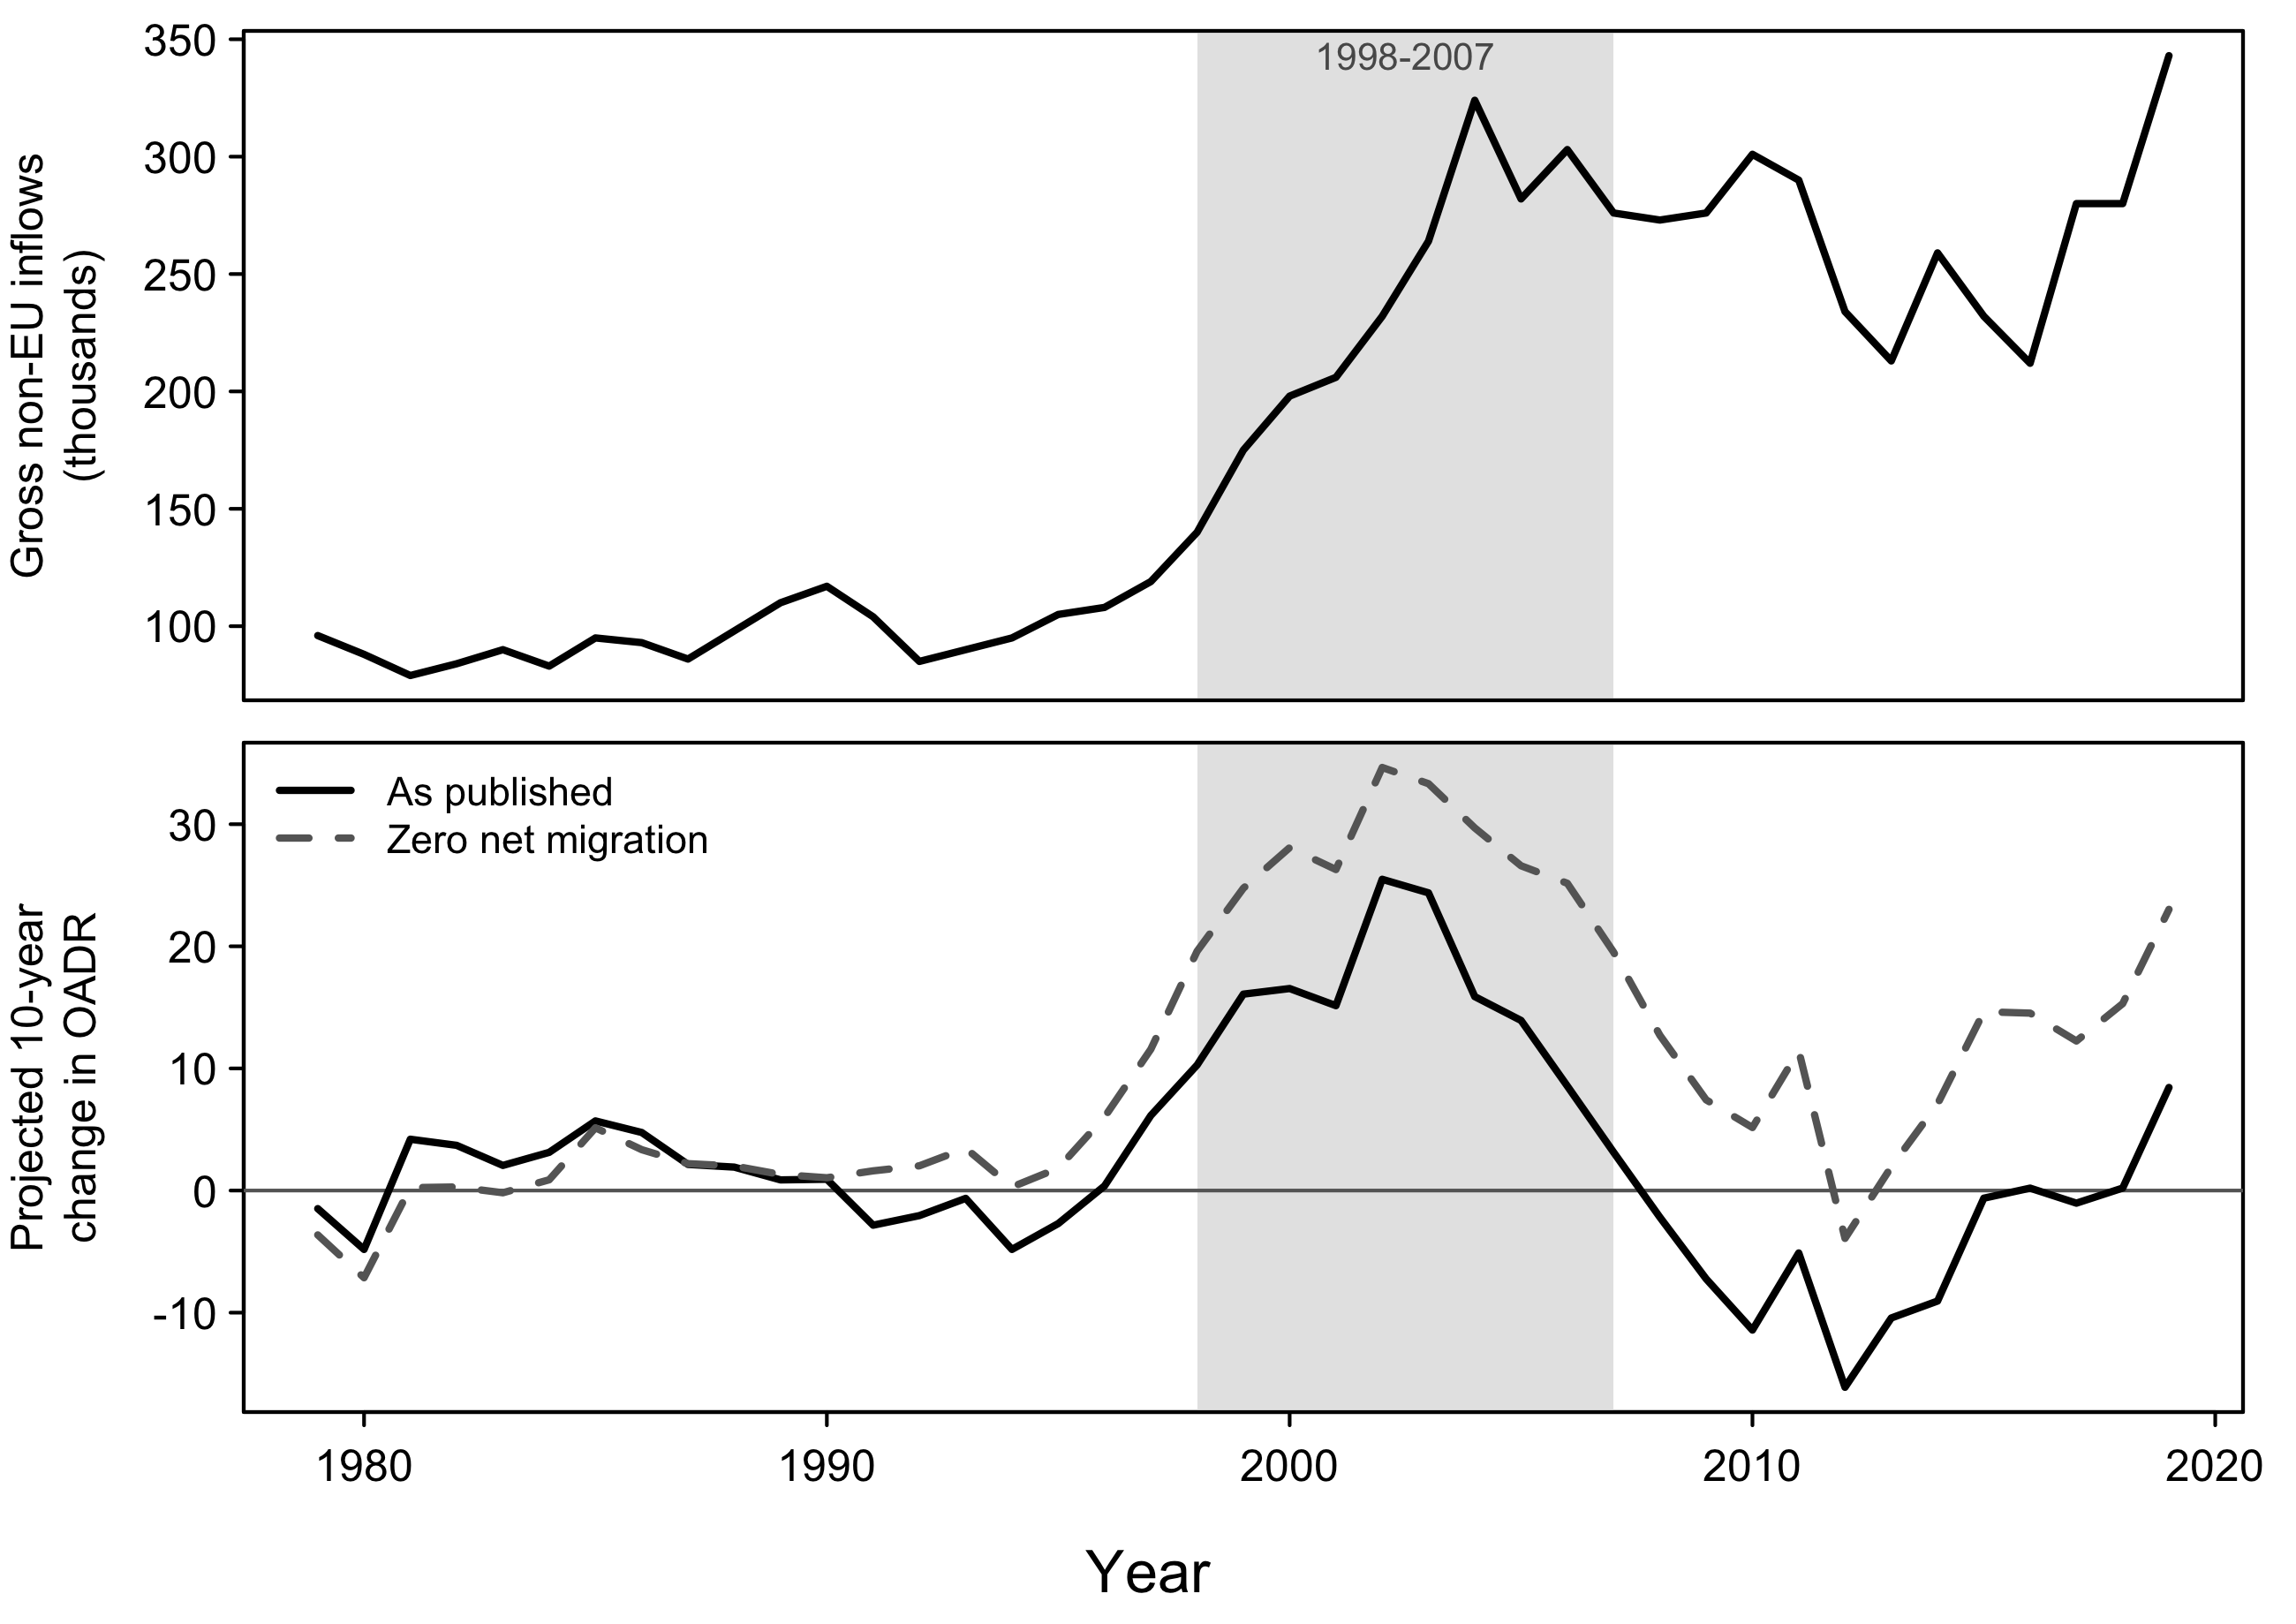 Gross non-EU inflows
(thousands)
350
300
250
200
150
100
1998-2007
Projected 10-year
change in OADR
30
20
10
0
-10
As published
Zero net migration
1980
1990
2000
2010
2020
Year